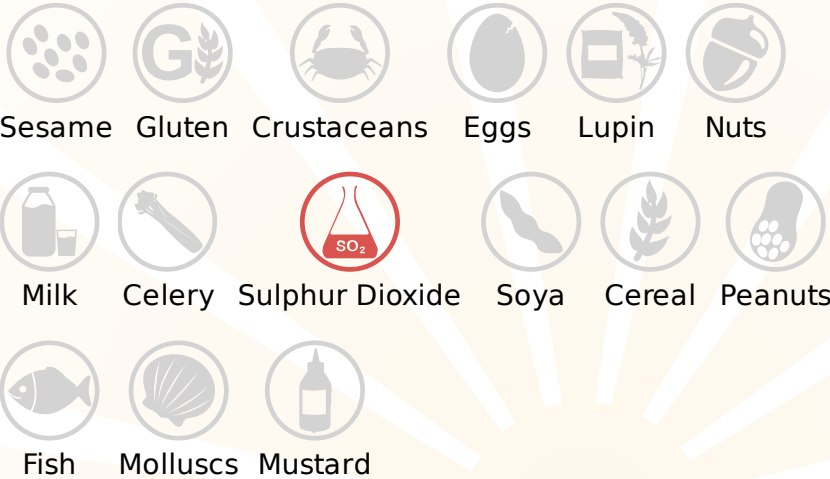 G
Sesame Gluten Crustaceans Eggs Lupin Nuts
SO₂
Milk Celery Sulphur Dioxide Soya Cereal Peanuts
Fish Molluscs Mustard